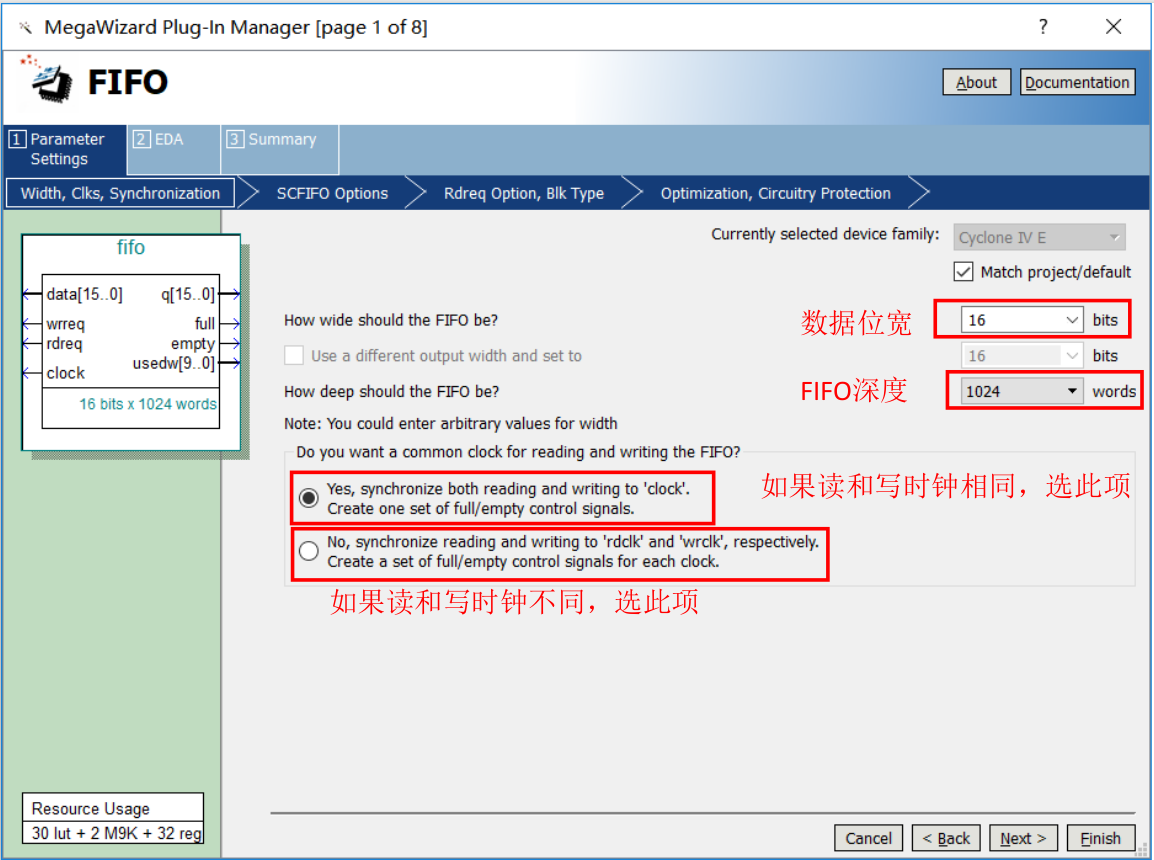 MegaWizard Plug-In Manager [page 1 of 8]
?
FIFO
About
Documentation
1 Parameter
Settings
2 EDA
3 Summary
Width, Clks, Synchronization
SCFIFO Options
Rdreq Option, Blk Type
Optimization, Circuitry Protection
fifo
data[15..0]
q[15..0]
wrreq
full
rdreq
empty
usedw[9..0]
clock
16 bits x 1024 words
Currently selected device family:
Cyclone IV E
Match project/default
How wide should the FIFO be?
数据位宽
16
bits
Use a different output width and set to
16
bits
How deep should the FIFO be?
FIFO深度
1024
words
Note: You could enter arbitrary values for width
Do you want a common clock for reading and writing the FIFO?
Yes, synchronize both reading and writing to 'clock'.
Create one set of full/empty control signals.
如果读和写时钟相同，选此项
No, synchronize reading and writing to 'rdclk' and 'wrclk', respectively.
Create a set of full/empty control signals for each clock.
如果读和写时钟不同，选此项
Resource Usage
30 lut + 2 M9K + 32 reg
Cancel
< Back
Next >
Finish